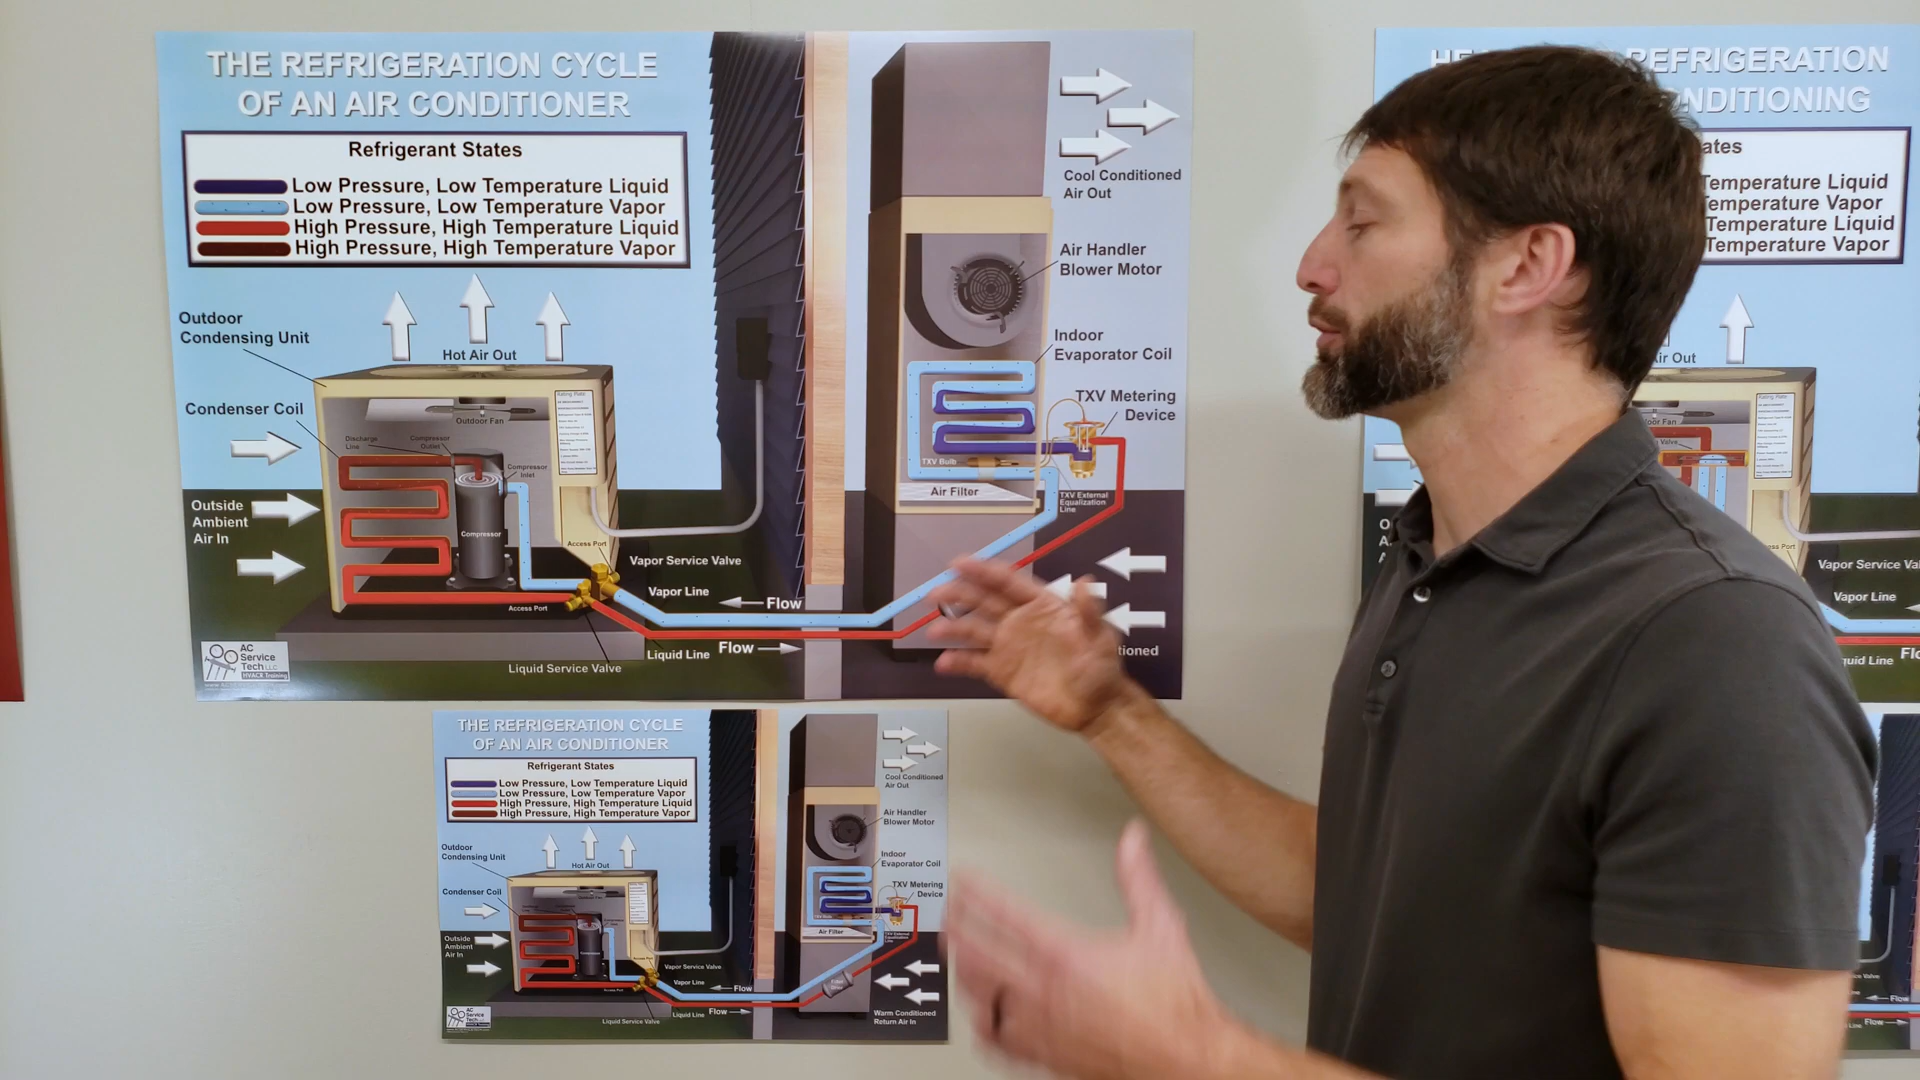 THE REFRIGERATION CYCLE
OF AN AIR CONDITIONER
Refrigerant States
Low Pressure, Low Temperature Liquid
Low Pressure, Low Temperature Vapor
High Pressure, High Temperature Liquid
High Pressure, High Temperature Vapor
Cool Conditioned
Air Out
Air Handler
Blower Motor
Indoor
Evaporator Coil
TXV Metering
Device
TXV Bulb
Air Filter
TXV External
Equalization
Line
Outdoor
Condensing Unit
Hot Air Out
Condenser Coil
Outdoor Fan
Rating Plate
Discharge
Line
Compressor
Outlet
Compressor
Inlet
Compressor
Outside
Ambient
Air In
Access Port
Vapor Service Valve
Vapor Line
Flow
Access Port
Liquid Line
Flow
Liquid Service Valve
AC
Service
Tech LLC
HVACR Training
THE REFRIGERATION CYCLE
OF AN AIR CONDITIONER
Refrigerant States
Low Pressure, Low Temperature Liquid
Low Pressure, Low Temperature Vapor
High Pressure, High Temperature Liquid
High Pressure, High Temperature Vapor
Cool Conditioned
Air Out
Air Handler
Blower Motor
Indoor
Evaporator Coil
TXV Metering
Device
Air Filter
Outdoor
Condensing Unit
Hot Air Out
Condenser Coil
Outside
Ambient
Air In
Vapor Service Valve
Vapor Line
Flow
Liquid Line
Flow
Liquid Service Valve
Warm Conditioned
Return Air In
AC
Service
Tech
REFRIGERATION
Temperature Liquid
Temperature Vapor
Temperature Liquid
Temperature Vapor
Air Out
Vapor Line
Flow